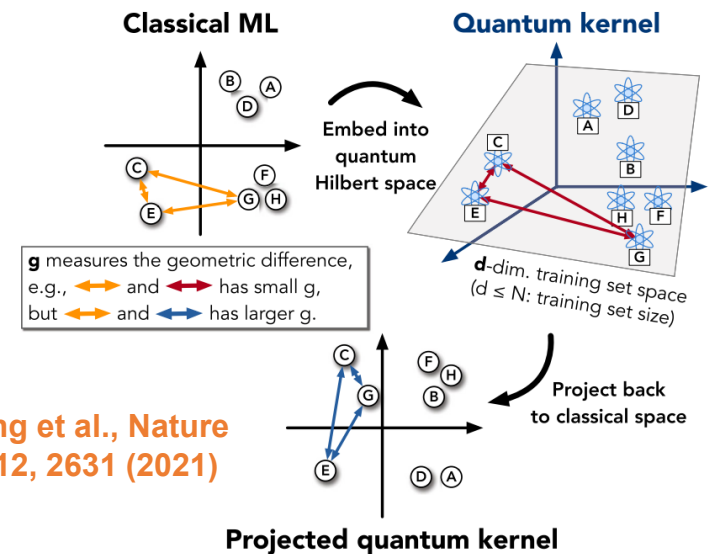 Classical ML
Quantum kernel
B
A
D
C
E
F
G
H
Embed into
quantum
Hilbert space
D
A
C
B
E
H
F
G
d-dim. training set space
(d ≤ N: training set size)
g measures the geometric difference,
e.g., and has small g,
but and has larger g.
C
G
E
F
H
B
D
A
Project back
to classical space
ng et al., Nature
12, 2631 (2021)
Projected quantum kernel